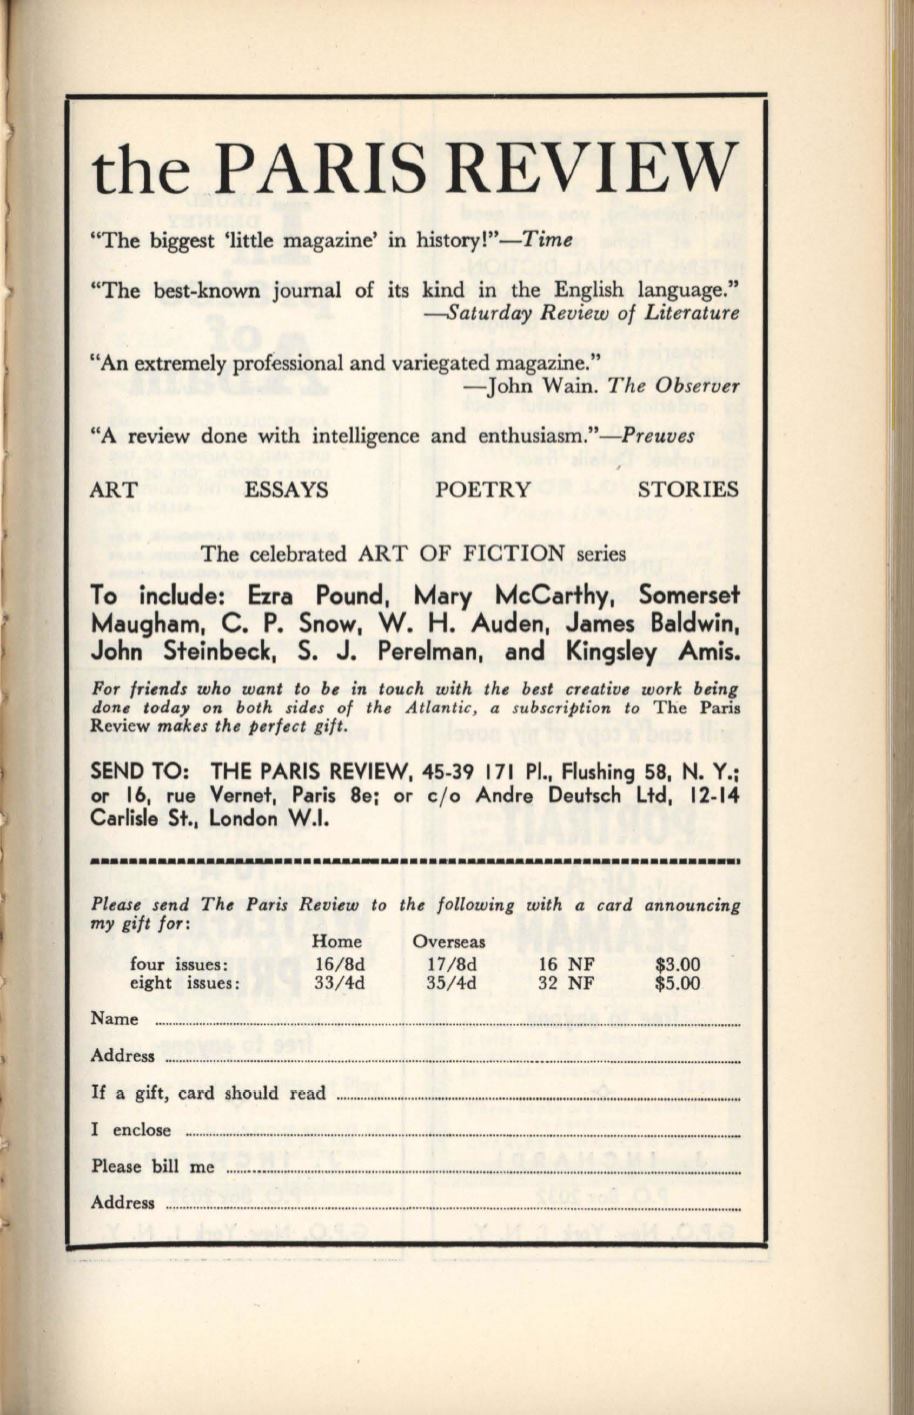 the PARIS REVIEW
“The biggest ‘little magazine’ in history!”—Time
“The best-known journal of its kind in the English language.”
—Saturday Review of Literature
“An extremely professional and variegated magazine.”
—John Wain. The Observer
“A review done with intelligence and enthusiasm.”—Preuves
ART ESSAYS POETRY STORIES
The celebrated ART OF FICTION series
To include: Ezra Pound, Mary McCarthy, Somerset
Maugham, C. P. Snow, W. H. Auden, James Baldwin,
John Steinbeck, S. J. Perelman, and Kingsley Amis.
For friends who want to be in touch with the best creative work being
done today on both sides of the Atlantic, a subscription to The Paris
Review makes the perfect gift.
SEND TO: THE PARIS REVIEW, 45-39 171 Pl., Flushing 58, N. Y.;
or 16, rue Vernet, Paris 8e; or c/o Andre Deutsch Ltd, 12-14
Carlisle St., London W.I.
Please send The Paris Review to the following with a card announcing
my gift for:
Home Overseas
four issues: 16/8d 17/8d 16 NF $3.00
eight issues: 33/4d 35/4d 32 NF $5.00
Name
Address
If a gift, card should read
I enclose
Please bill me
Address